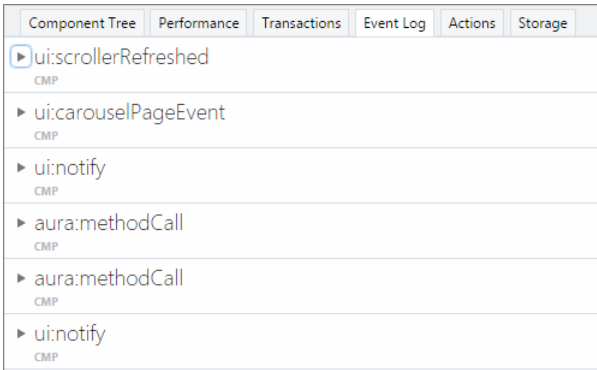 Component Tree Performance Transactions Event Log Actions Storage
ui:scrollerRefreshed
CMP
ui:carouselPageEvent
CMP
ui:notify
CMP
aura:methodCall
CMP
aura:methodCall
CMP
ui:notify
CMP